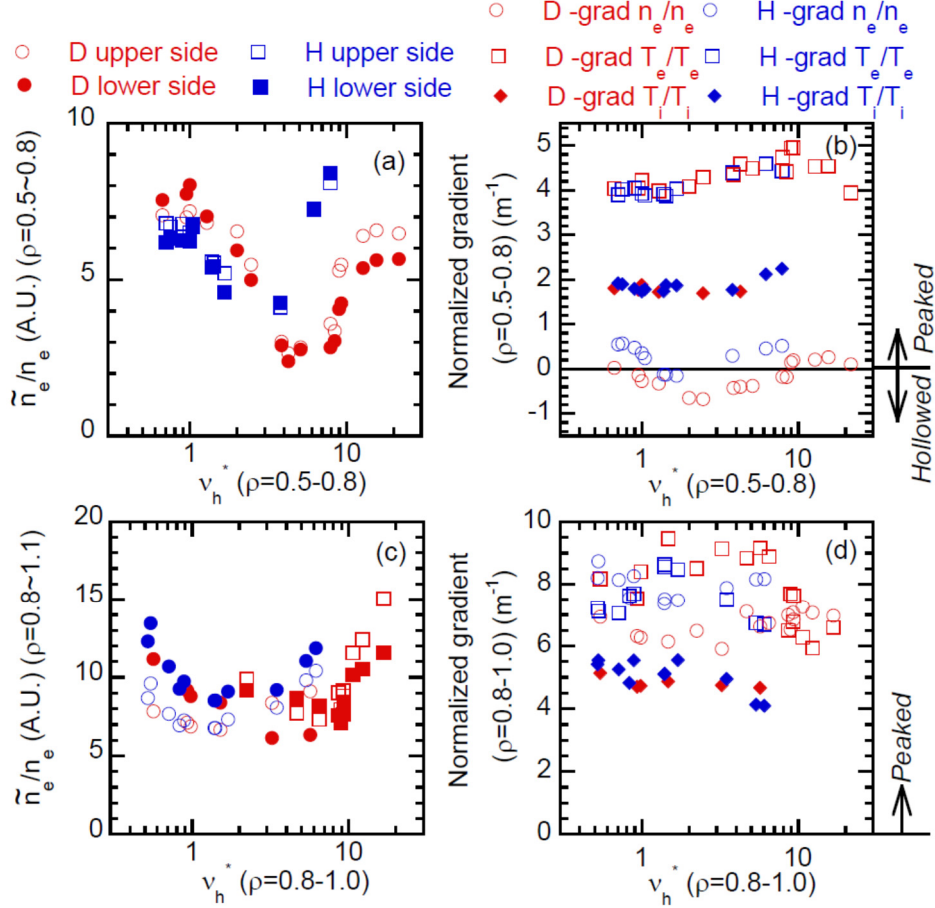 D upper side
H upper side
D lower side
H lower side
D -grad n_e/n_e
H -grad n_e/n_e
D -grad T_e/T_e
H -grad T_e/T_e
D -grad T_i/T_i
H -grad T_i/T_i
(a)
ñ_e/n_e (A.U.) (ρ=0.5~0.8)
10
5
0
1
10
ν_h^* (ρ=0.5-0.8)
(b)
Normalized gradient
(ρ=0.5-0.8) (m^-1)
5
4
3
2
1
0
-1
1
10
ν_h^* (ρ=0.5-0.8)
Peaked
Hollowed
(c)
ñ_e/n_e (A.U.) (ρ=0.8~1.1)
20
15
10
5
0
1
10
ν_h^* (ρ=0.8-1.0)
(d)
Normalized gradient
(ρ=0.8-1.0) (m^-1)
10
8
6
4
2
0
1
10
ν_h^* (ρ=0.8-1.0)
Peaked